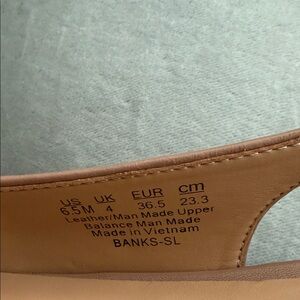 US UK EUR cm
6.5M 4 36.5 23.3
Leather/Man Made Upper
Balance Man Made
Made in Vietnam
BANKS-SL